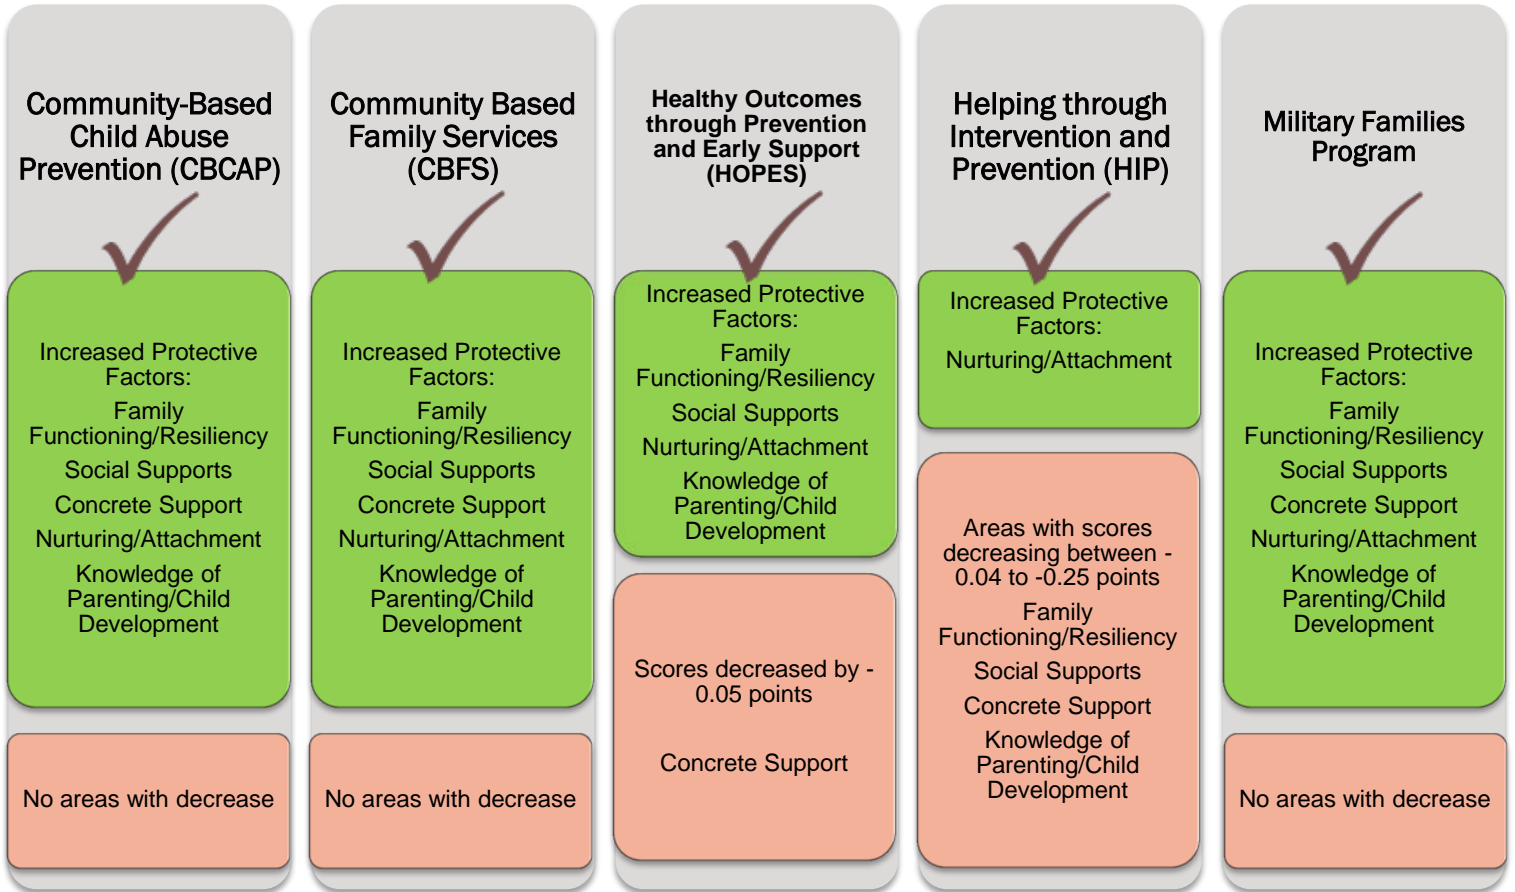 Community-Based
Child Abuse
Prevention (CBCAP)
Increased Protective
Factors:
Family
Functioning/Resiliency
Social Supports
Concrete Support
Nurturing/Attachment
Knowledge of
Parenting/Child
Development
No areas with decrease
Community Based
Family Services
(CBFS)
Increased Protective
Factors:
Family
Functioning/Resiliency
Social Supports
Concrete Support
Nurturing/Attachment
Knowledge of
Parenting/Child
Development
No areas with decrease
Healthy Outcomes
through Prevention
and Early Support
(HOPES)
Increased Protective
Factors:
Family
Functioning/Resiliency
Social Supports
Nurturing/Attachment
Knowledge of
Parenting/Child
Development
Scores decreased by -
0.05 points
Concrete Support
Helping through
Intervention and
Prevention (HIP)
Increased Protective
Factors:
Nurturing/Attachment
Areas with scores
decreasing between -
0.04 to -0.25 points
Family
Functioning/Resiliency
Social Supports
Concrete Support
Knowledge of
Parenting/Child
Development
Military Families
Program
Increased Protective
Factors:
Family
Functioning/Resiliency
Social Supports
Concrete Support
Nurturing/Attachment
Knowledge of
Parenting/Child
Development
No areas with decrease